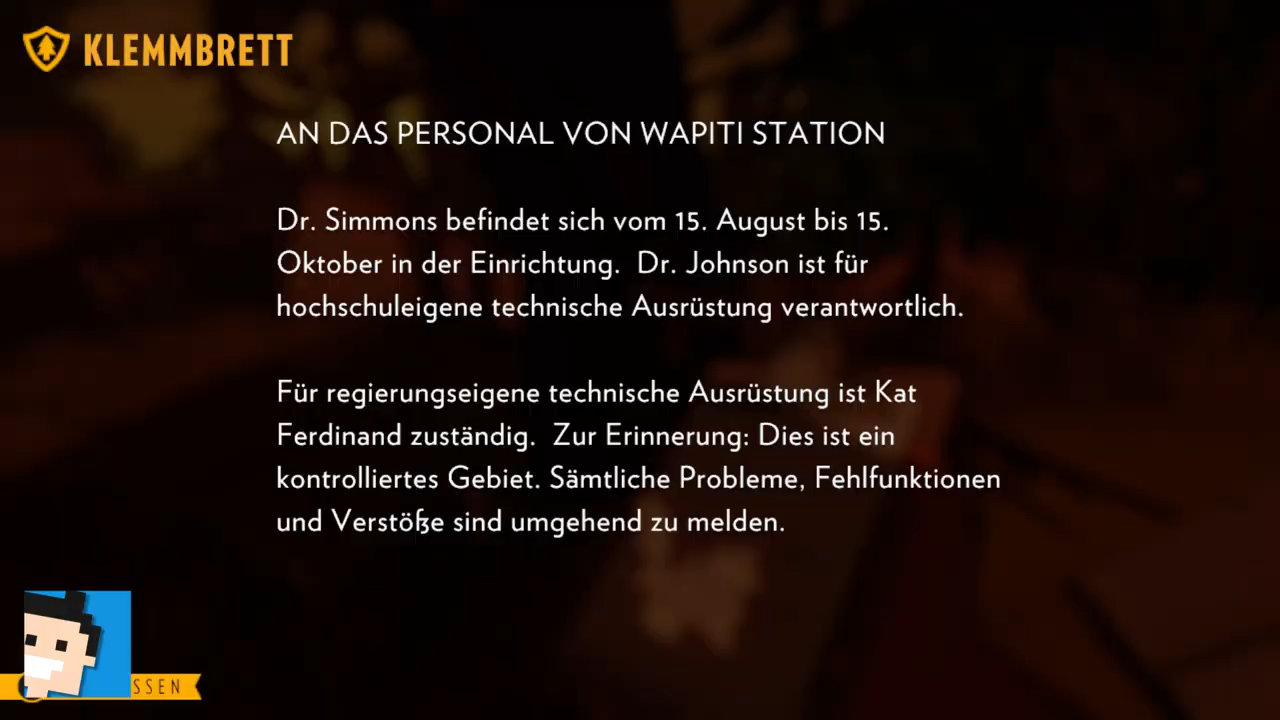 KLEMMBRETT
AN DAS PERSONAL VON WAPITI STATION
Dr. Simmons befindet sich vom 15. August bis 15.
Oktober in der Einrichtung.  Dr. Johnson ist für
hochschuleigene technische Ausrüstung verantwortlich.
Für regierungseigene technische Ausrüstung ist Kat
Ferdinand zuständig.  Zur Erinnerung: Dies ist ein
kontrolliertes Gebiet. Sämtliche Probleme, Fehlfunktionen
und Verstöße sind umgehend zu melden.